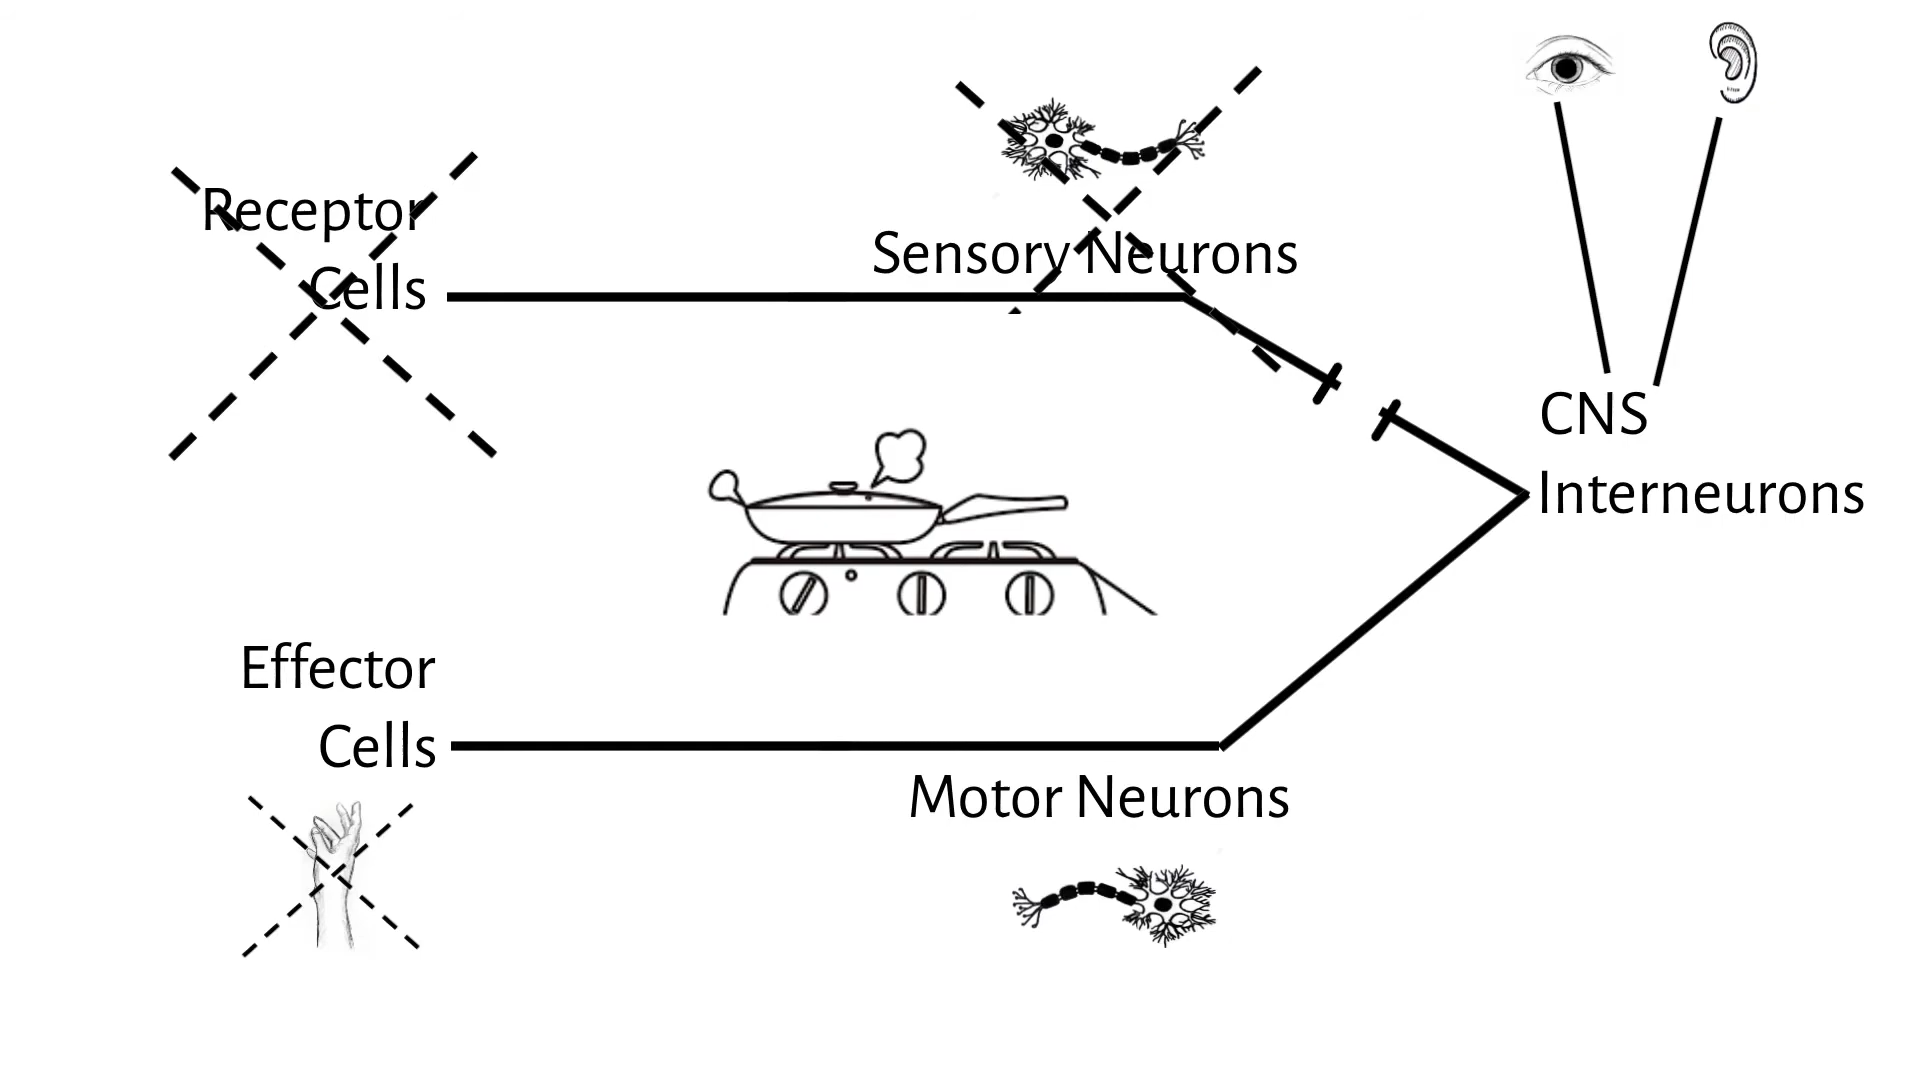 Receptor
Cells
Sensory Neurons
CNS
Interneurons
Effector
Cells
Motor Neurons